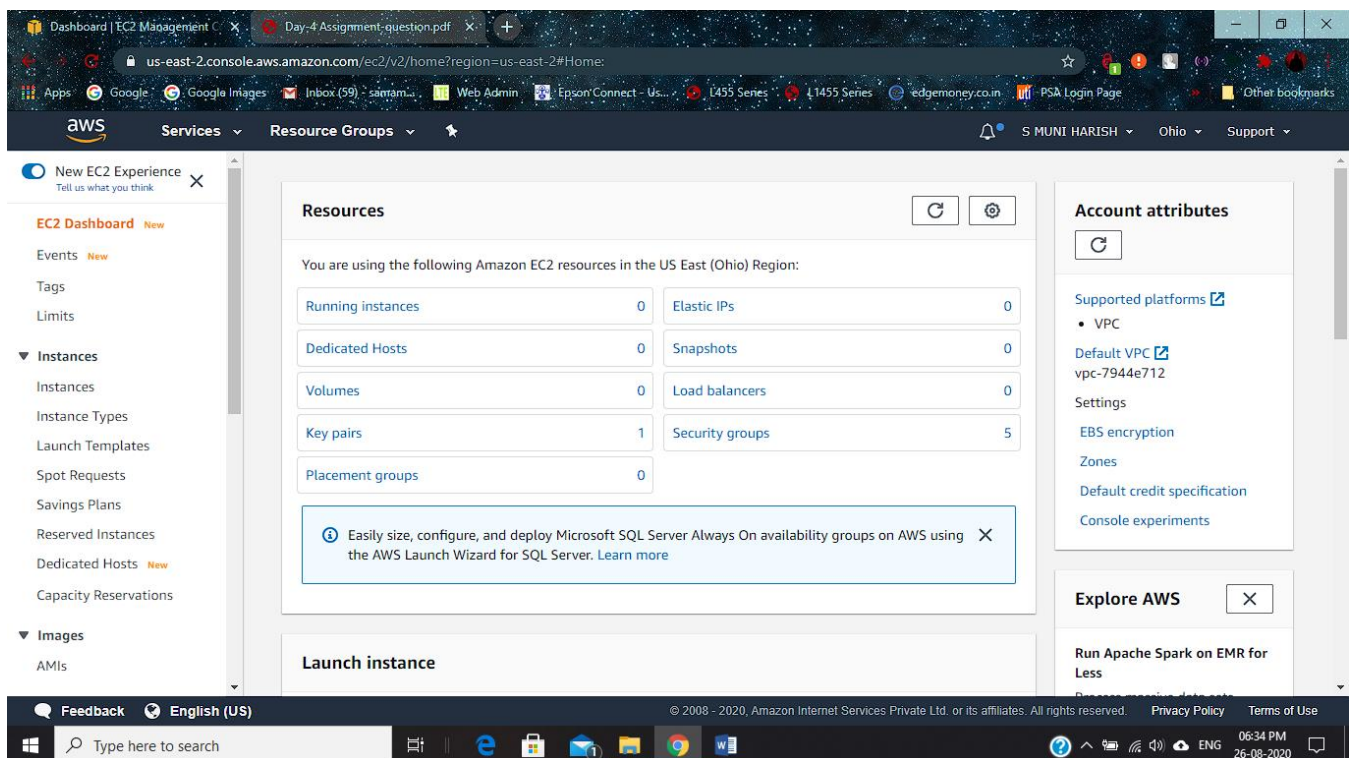 Dashboard | EC2 Management C
Day-4 Assignment-question.pdf
us-east-2.console.aws.amazon.com/ec2/v2/home?region=us-east-2#Home:
Apps Google Google Images Inbox (59) - samram... Web Admin Epson Connect - Us... L455 Series L1455 Series edgemoney.co.in PSA Login Page » Other bookmarks
aws Services Resource Groups S MUNI HARISH Ohio Support
New EC2 Experience
Tell us what you think
EC2 Dashboard New
Events New
Tags
Limits
Instances
Instances
Instance Types
Launch Templates
Spot Requests
Savings Plans
Reserved Instances
Dedicated Hosts New
Capacity Reservations
Images
AMIs
Resources
You are using the following Amazon EC2 resources in the US East (Ohio) Region:
Running instances 0
Elastic IPs 0
Dedicated Hosts 0
Snapshots 0
Volumes 0
Load balancers 0
Key pairs 1
Security groups 5
Placement groups 0
Easily size, configure, and deploy Microsoft SQL Server Always On availability groups on AWS using
the AWS Launch Wizard for SQL Server. Learn more
Launch instance
Account attributes
Supported platforms
• VPC
Default VPC
vpc-7944e712
Settings
EBS encryption
Zones
Default credit specification
Console experiments
Explore AWS
Run Apache Spark on EMR for
Less
Feedback English (US)
© 2008 - 2020, Amazon Internet Services Private Ltd. or its affiliates. All rights reserved. Privacy Policy Terms of Use
Type here to search
ENG
06:34 PM
26-08-2020